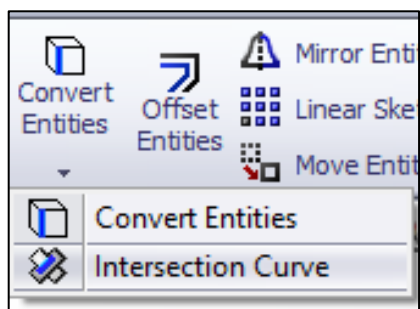 Convert
Entities
Offset
Entities
Mirror Enti
Linear Ske
Move Entit
Convert Entities
Intersection Curve